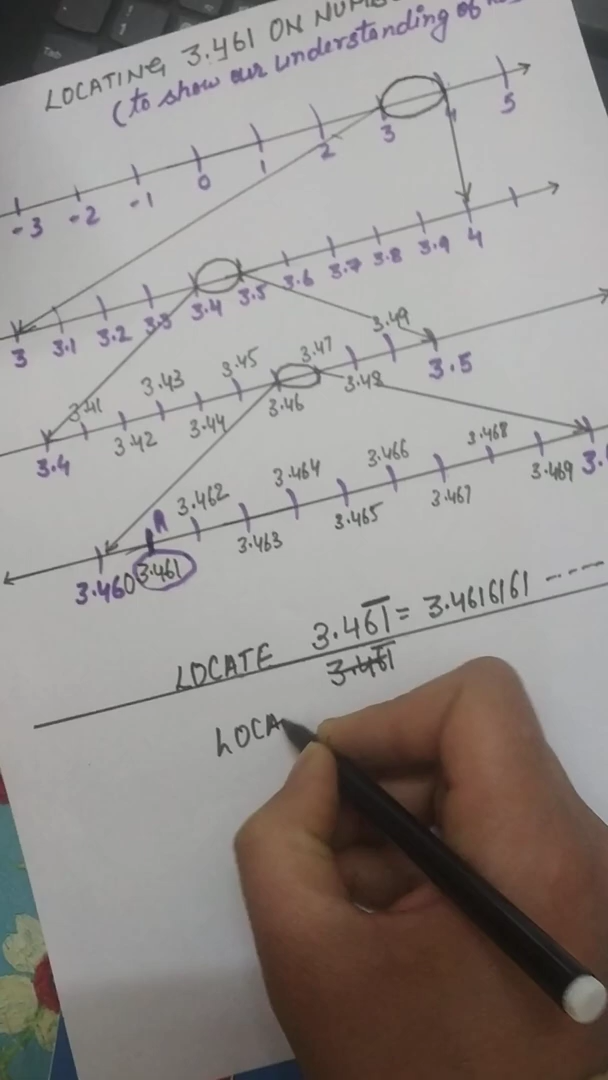 LOCATING 3.461 ON
(to show our understanding of
-3 -2 -1 0 1 2 3 4 5
3 3.1 3.2 3.3 3.4 3.5 3.6 3.7 3.8 3.9 4
3.4 3.41 3.42 3.43 3.44 3.45 3.46 3.47 3.48 3.49 3.5
A
3.460 3.461 3.462 3.463 3.464 3.465 3.466 3.467 3.468 3.469 3.
LOCATE 3.46̅1̅ = 3.4616161 ----
LOCA